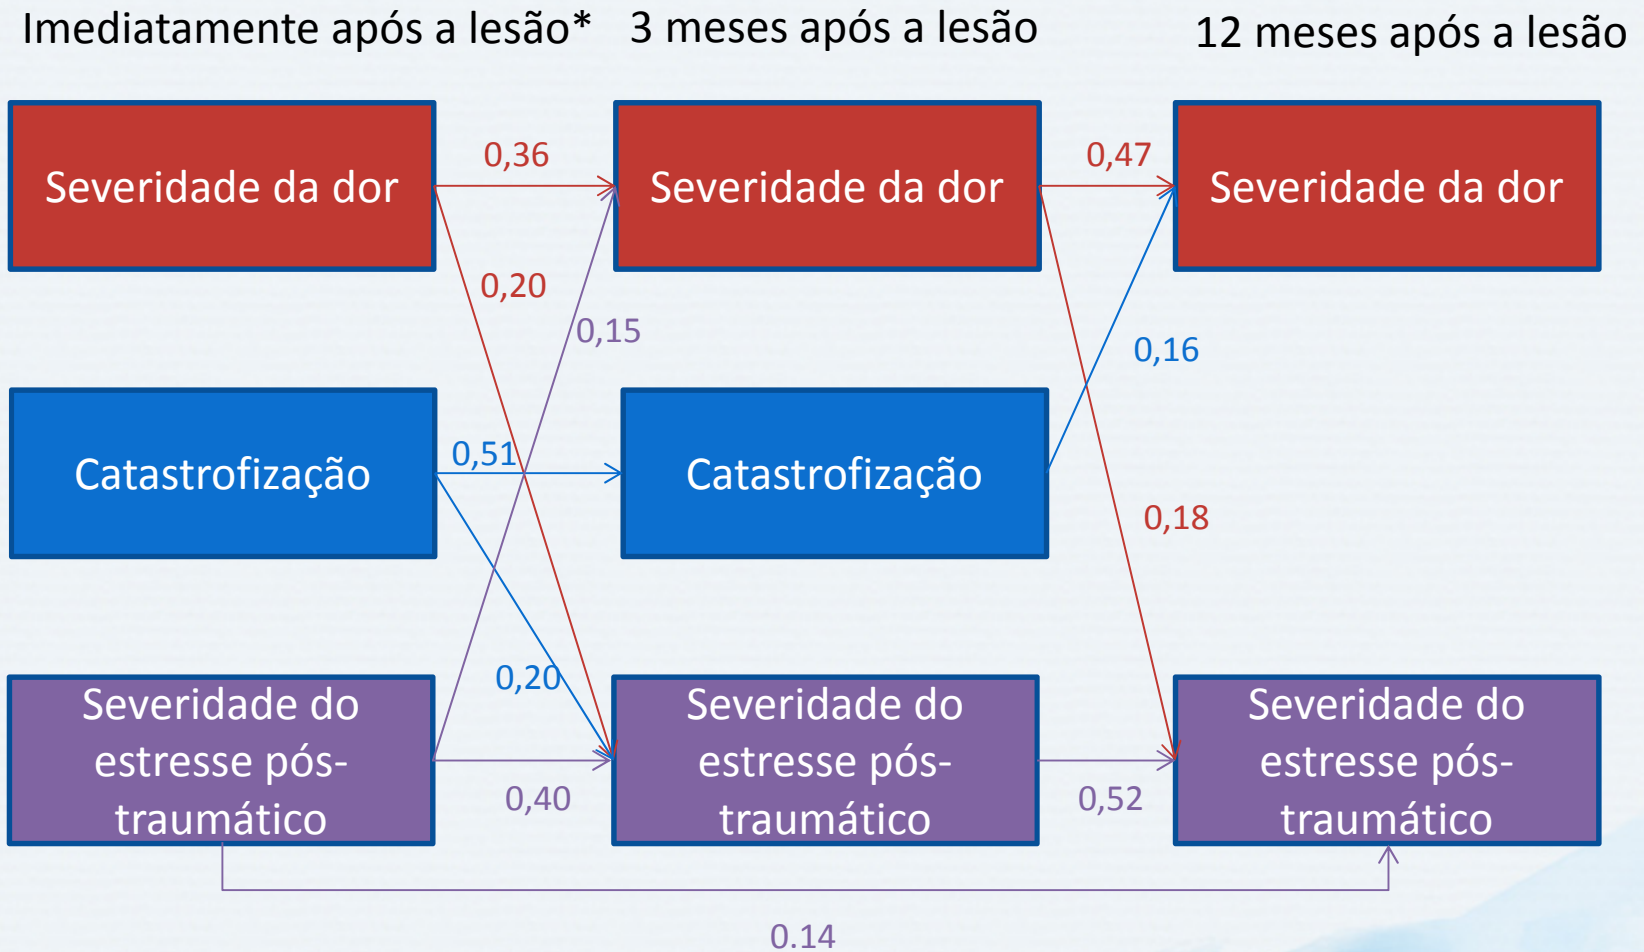 Imediatamente após a lesão*
3 meses após a lesão
12 meses após a lesão
Severidade da dor
0,36
Severidade da dor
0,47
Severidade da dor
0,20
0,15
0,16
Catastrofização
0,51
Catastrofização
0,18
0,20
Severidade do
estresse pós-
traumático
0,40
Severidade do
estresse pós-
traumático
0,52
Severidade do
estresse pós-
traumático
0.14